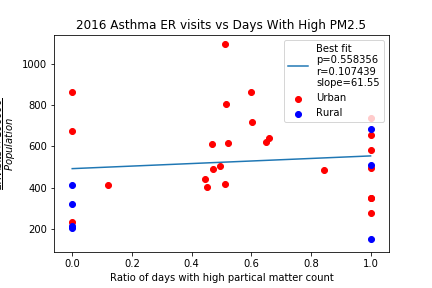 2016 Asthma ER visits vs Days With High PM2.5
Best fit
p=0.558356
r=0.107439
slope=61.55
Urban
Rural
1000
800
600
400
200
Population
0.0 0.2 0.4 0.6 0.8 1.0
Ratio of days with high partical matter count